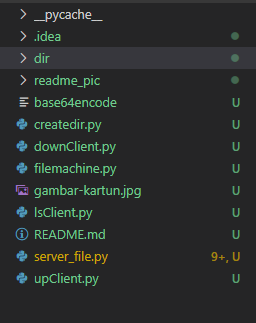 __pycache__
.idea
dir
readme_pic
base64encode U
createdir.py U
downClient.py U
filemachine.py U
gambar-kartun.jpg U
lsClient.py U
README.md U
server_file.py 9+, U
upClient.py U